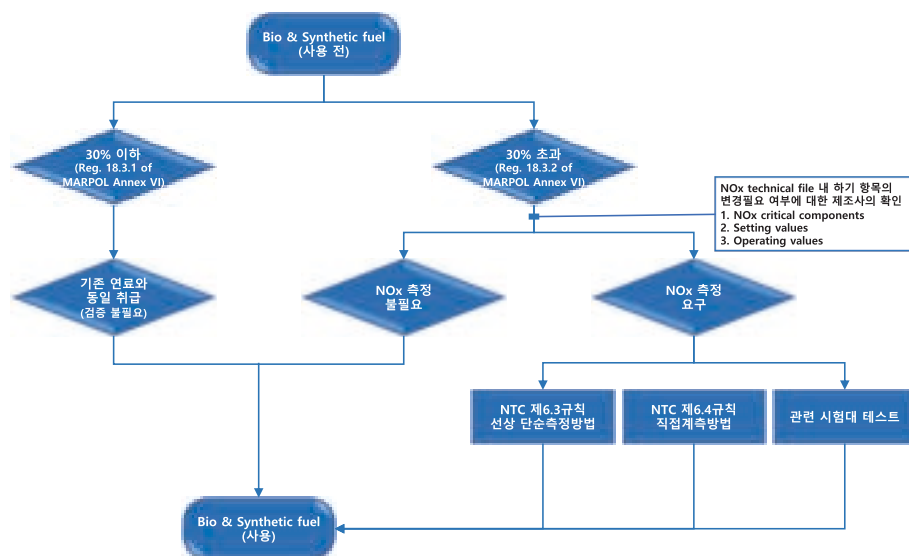 Bio & Synthetic fuel
(사용 전)
30% 이하
(Reg. 18.3.1 of
MARPOL Annex VI)
30% 초과
(Reg. 18.3.2 of
MARPOL Annex VI)
NOx technical file 내 하기 항목의
변경필요 여부에 대한 제조사의 확인
1. NOx critical components
2. Setting values
3. Operating values
기존 연료와
동일 취급
(검증 불필요)
NOx 측정
불필요
NOx 측정
요구
NTC 제6.3규칙
선상 단순측정방법
NTC 제6.4규칙
직접계측방법
관련 시험대 테스트
Bio & Synthetic fuel
(사용)